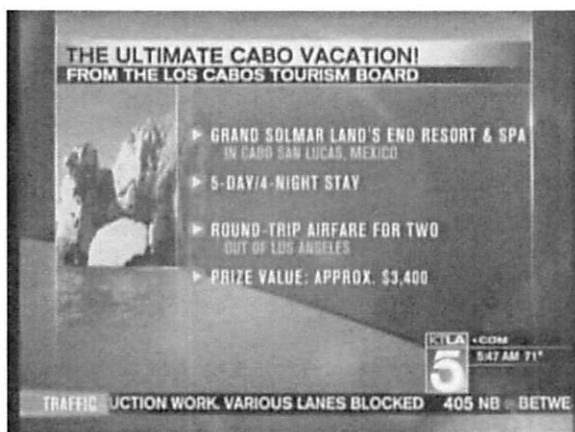 THE ULTIMATE CABO VACATION!
FROM THE LOS CABOS TOURISM BOARD
GRAND SOLMAR LAND'S END RESORT & SPA
IN CABO SAN LUCAS, MEXICO
5-DAY/4-NIGHT STAY
ROUND-TRIP AIRFARE FOR TWO
OUT OF LOS ANGELES
PRIZE VALUE: APPROX. $3,400
KTLA .COM
5 5:47 AM 71°
TRAFFIC UCTION WORK. VARIOUS LANES BLOCKED 405 NB BETWE